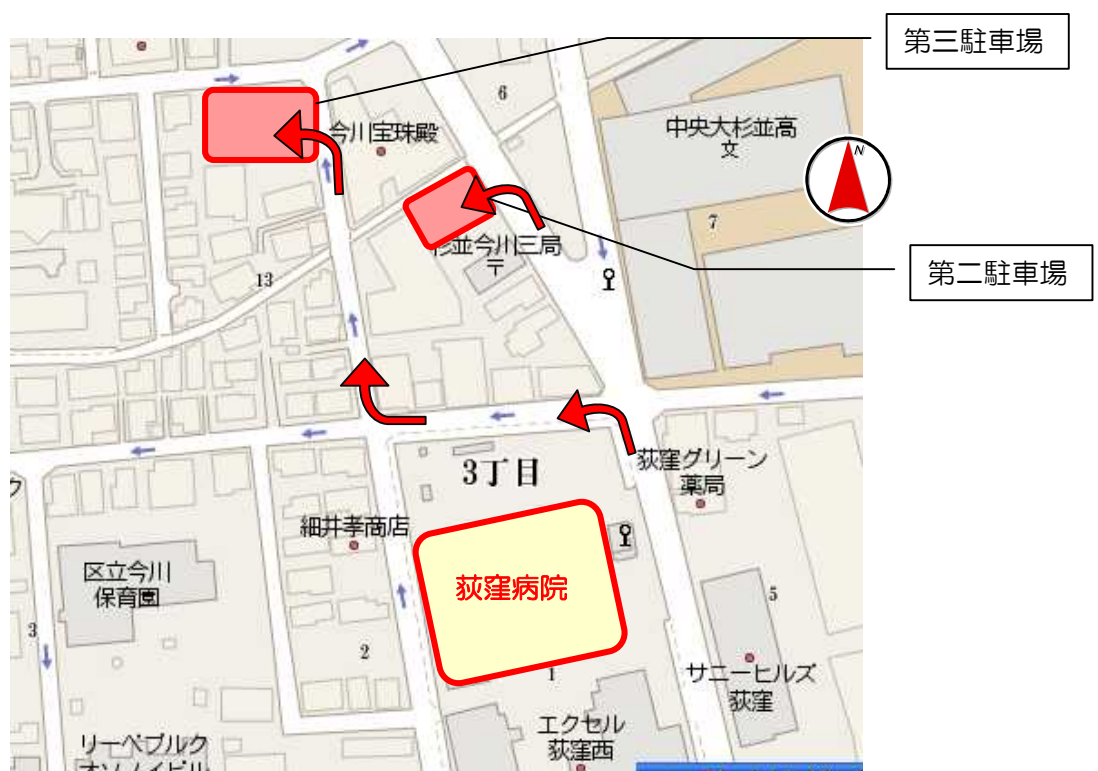 第三駐車場
6
中央大杉並高
文
今川宝珠殿
N
7
杉並今川三局
〒
第二駐車場
13
3丁目
荻窪グリーン
薬局
細井孝商店
区立今川
保育園
荻窪病院
5
3
2
1
サニーヒルズ
荻窪
エクセル
荻窪西
リーベブルク